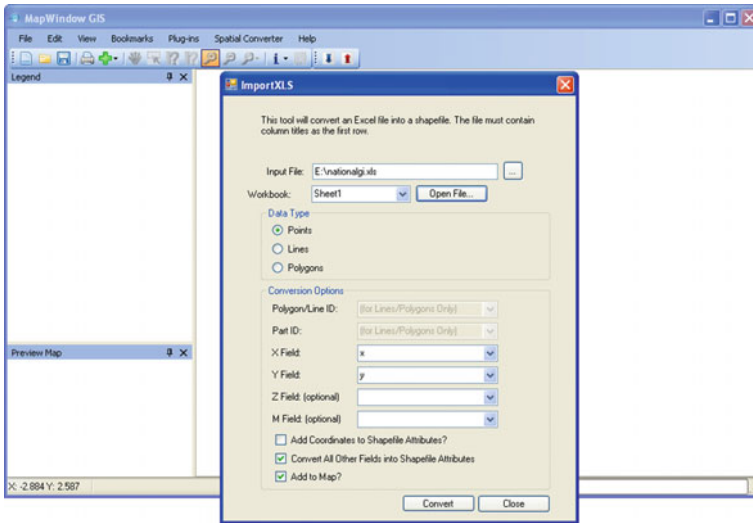 MapWindow GIS
File Edit View Bookmarks Plug-ins Spatial Converter Help
Legend
ImportXLS
This tool will convert an Excel file into a shapefile. The file must contain
column titles as the first row.
Input File: E:\nationalgi.xls ...
Workbook: Sheet1 Open File...
Data Type
Points
Lines
Polygons
Conversion Options
Polygon/Line ID: (for Lines/Polygons Only)
Part ID: (for Lines/Polygons Only)
X Field: x
Preview Map
Y Field: y
Z Field: (optional)
M Field: (optional)
Add Coordinates to Shapefile Attributes?
Convert All Other Fields into Shapefile Attributes
Add to Map?
X: -2.884 Y: 2.587
Convert Close